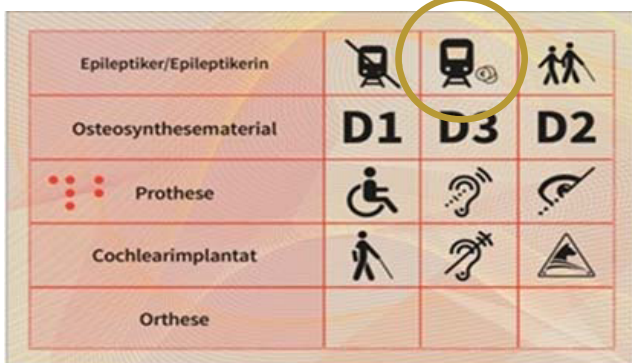 Epileptiker/Epileptikerin
Osteosynthesematerial D1 D3 D2
Prothese
Cochlearimplantat
Orthese